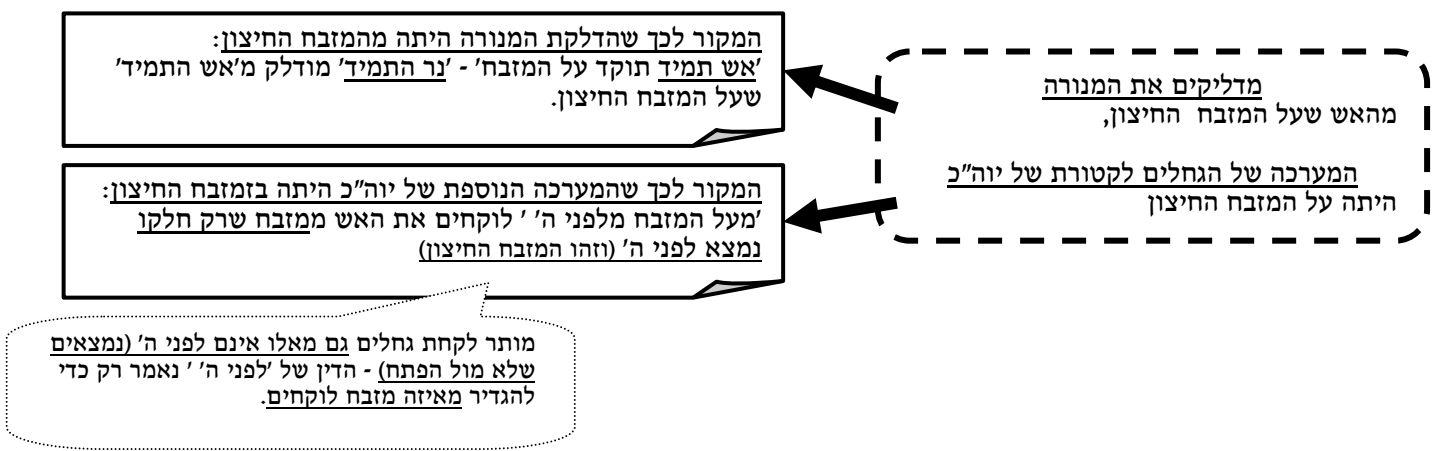 מדליקים את המנורה
מהאש שעל המזבח החיצון,
המערכה של הגחלים לקטורת של יוה"כ
היתה על המזבח החיצון
המקור לכך שהדלקת המנורה היתה מהמזבח החיצון:
'אש תמיד תוקד על המזבח' - 'נר התמיד' מודלק מ'אש התמיד'
שעל המזבח החיצון.
המקור לכך שהמערכה הנוספת של יוה"כ היתה בזמזבח החיצון:
'מעל המזבח מלפני ה' ' לוקחים את האש ממזבח שרק חלקו
נמצא לפני ה' (וזהו המזבח החיצון)
מותר לקחת גחלים גם מאלו אינם לפני ה' (נמצאים
שלא מול הפתח) - הדין של 'לפני ה' ' נאמר רק כדי
להגדיר מאיזה מזבח לוקחים.